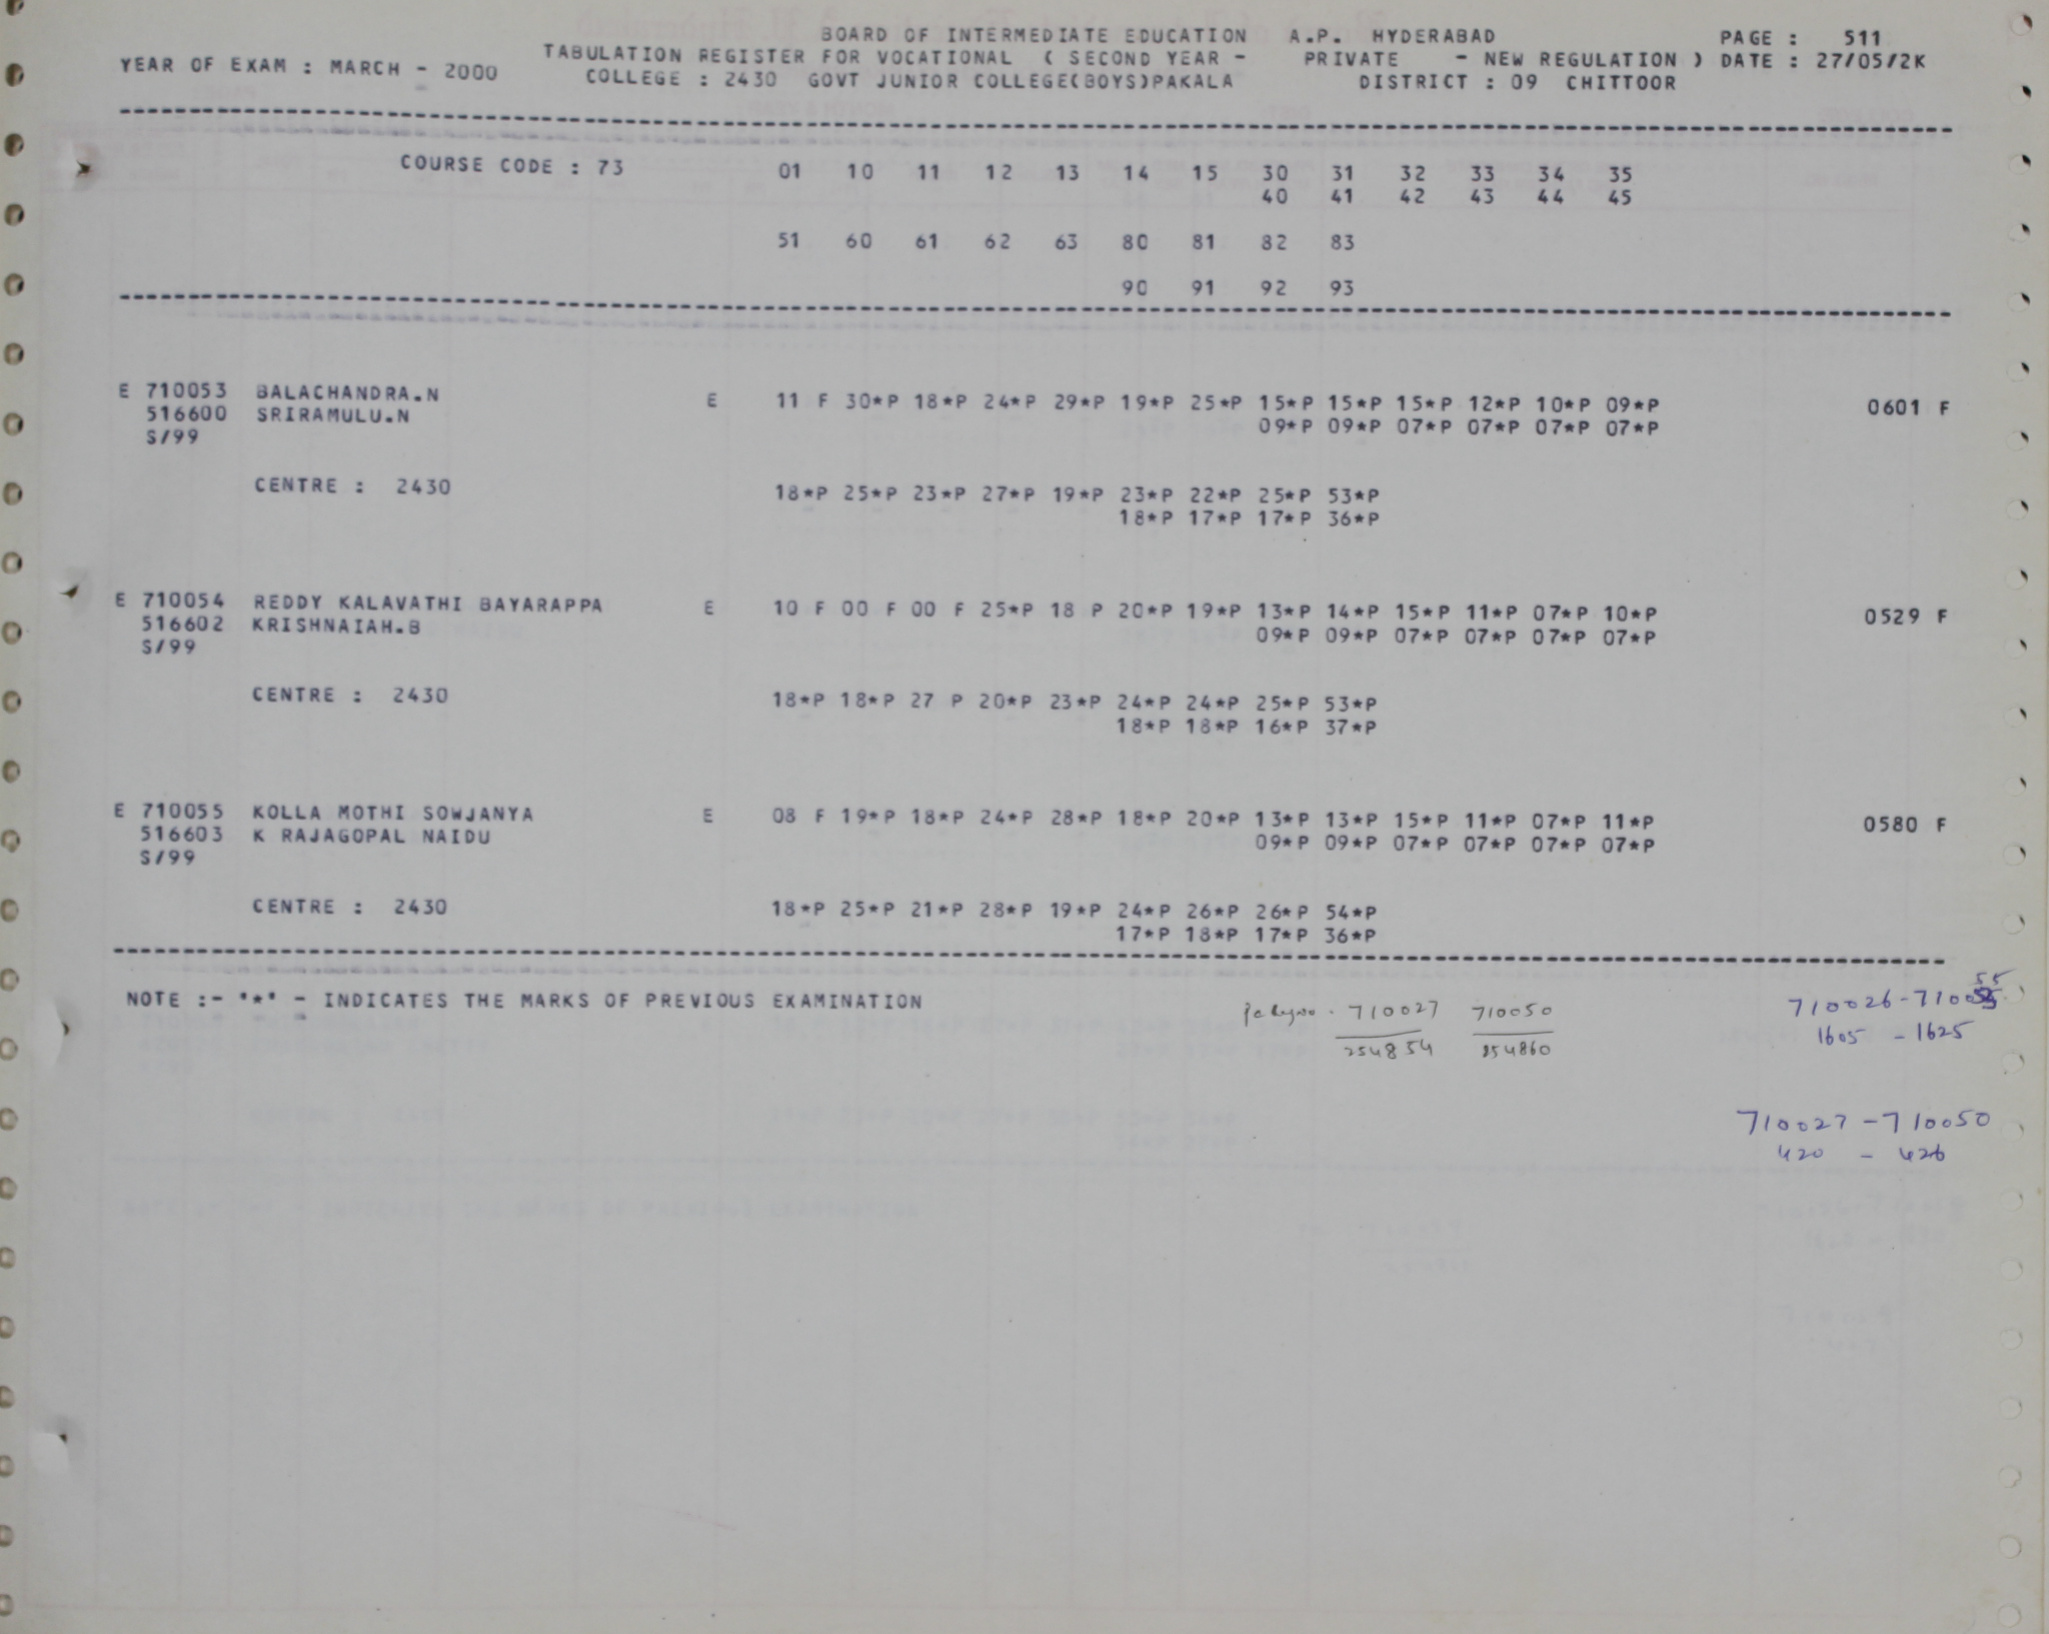 BOARD OF INTERMEDIATE EDUCATION A.P. HYDERABAD PAGE : 511
YEAR OF EXAM : MARCH - 2000 TABULATION REGISTER FOR VOCATIONAL ( SECOND YEAR - PRIVATE - NEW REGULATION ) DATE : 27/05/2K
COLLEGE : 2430 GOVT JUNIOR COLLEGE(BOYS)PAKALA DISTRICT : 09 CHITTOOR
COURSE CODE : 73 01 10 11 12 13 14 15 30 31 32 33 34 35
40 41 42 43 44 45
51 60 61 62 63 80 81 82 83
90 91 92 93
E 710053 BALACHANDRA.N E 11 F 30*P 18*P 24*P 29*P 19*P 25*P 15*P 15*P 15*P 12*P 10*P 09*P 0601 F
516600 SRIRAMULU.N 09*P 09*P 07*P 07*P 07*P 07*P
S/99
CENTRE : 2430 18*P 25*P 23*P 27*P 19*P 23*P 22*P 25*P 53*P
18*P 17*P 17*P 36*P
E 710054 REDDY KALAVATHI BAYARAPPA E 10 F 00 F 00 F 25*P 18 P 20*P 19*P 13*P 14*P 15*P 11*P 07*P 10*P 0529 F
516602 KRISHNAIAH.B 09*P 09*P 07*P 07*P 07*P 07*P
S/99
CENTRE : 2430 18*P 18*P 27 P 20*P 23*P 24*P 24*P 25*P 53*P
18*P 18*P 16*P 37*P
E 710055 KOLLA MOTHI SOWJANYA E 08 F 19*P 18*P 24*P 28*P 18*P 20*P 13*P 13*P 15*P 11*P 07*P 11*P 0580 F
516603 K RAJAGOPAL NAIDU 09*P 09*P 07*P 07*P 07*P 07*P
S/99
CENTRE : 2430 18*P 25*P 21*P 28*P 19*P 24*P 26*P 26*P 54*P
17*P 18*P 17*P 36*P
NOTE :- '*' - INDICATES THE MARKS OF PREVIOUS EXAMINATION
710027 710050
254854 254860
710026-710055
1605 - 1625
710027-710050
420 - 426